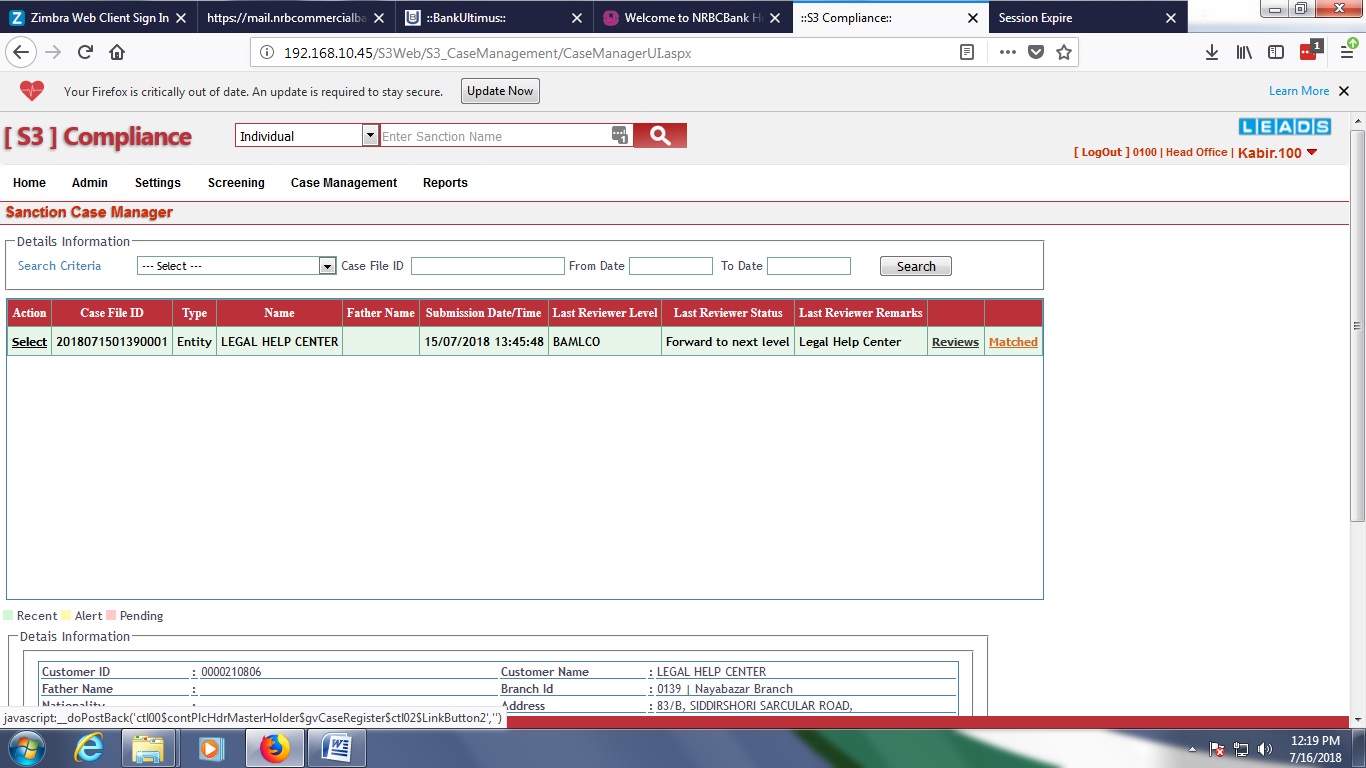 Zimbra Web Client Sign In
https://mail.nrbcommercialba
::BankUltimus::
Welcome to NRBCBank H
::S3 Compliance::
Session Expire
192.168.10.45/S3Web/S3_CaseManagement/CaseManagerUI.aspx
1
Your Firefox is critically out of date. An update is required to stay secure.
Update Now
Learn More
[ S3 ] Compliance
Individual
Enter Sanction Name
1
LEADS
[ LogOut ] 0100 | Head Office | Kabir.100
Home Admin Settings Screening Case Management Reports
Sanction Case Manager
Details Information
Search Criteria --- Select --- Case File ID From Date To Date Search
Action Case File ID Type Name Father Name Submission Date/Time Last Reviewer Level Last Reviewer Status Last Reviewer Remarks
Select 2018071501390001 Entity LEGAL HELP CENTER 15/07/2018 13:45:48 BAMLCO Forward to next level Legal Help Center Reviews Matched
Recent Alert Pending
Detais Information
Customer ID : 0000210806 Customer Name : LEGAL HELP CENTER
Father Name : Branch Id : 0139 | Nayabazar Branch
Nationality : Address : 83/B, SIDDIRSHORI SARCULAR ROAD,
javascript:__doPostBack('ctl00$contPlcHdrMasterHolder$gvCaseRegister$ctl02$LinkButton2','')
12:19 PM
7/16/2018